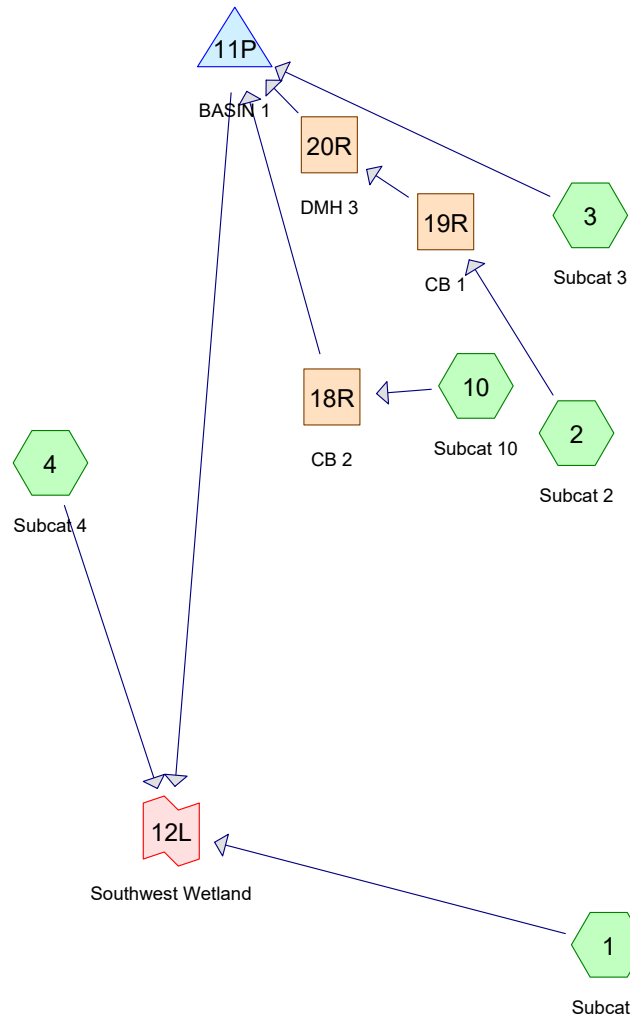 11P
BASIN 1
20R
DMH 3
19R
CB 1
3
Subcat 3
18R
CB 2
10
Subcat 10
2
Subcat 2
4
Subcat 4
12L
Southwest Wetland
1
Subcat